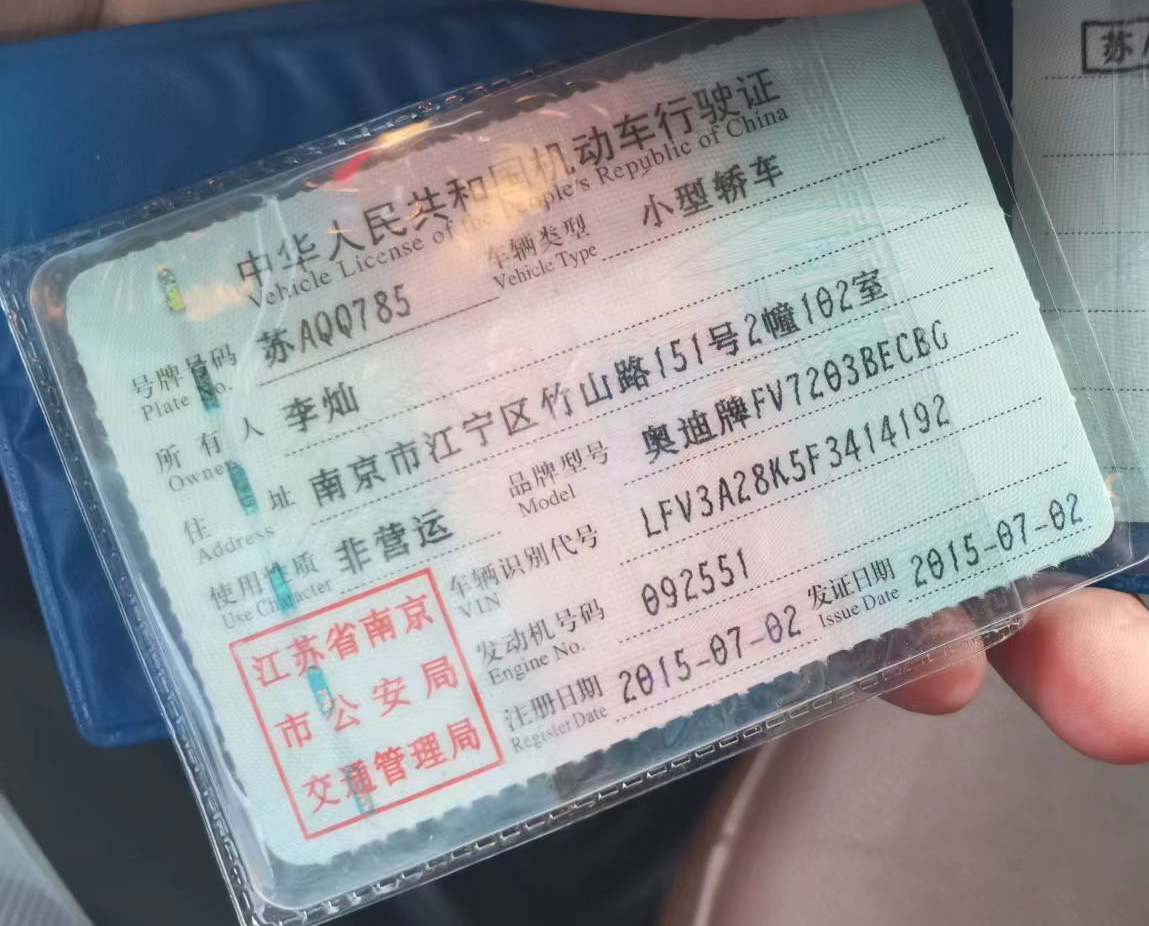 中华人民共和国机动车行驶证
Vehicle License of the People's Republic of China
号牌号码 苏AQQ785 车辆类型 小型轿车
Plate No. Vehicle Type
所有人 李灿
Owner
住址 南京市江宁区竹山路151号2幢102室
Address
使用性质 非营运 品牌型号 奥迪牌FV7203BECBG
Use Character Model
车辆识别代号 LFV3A28K5F3414192
VIN
发动机号码 092551
Engine No.
注册日期 2015-07-02 发证日期 2015-07-02
Register Date Issue Date
江苏省南京
市公安局
交通管理局
苏